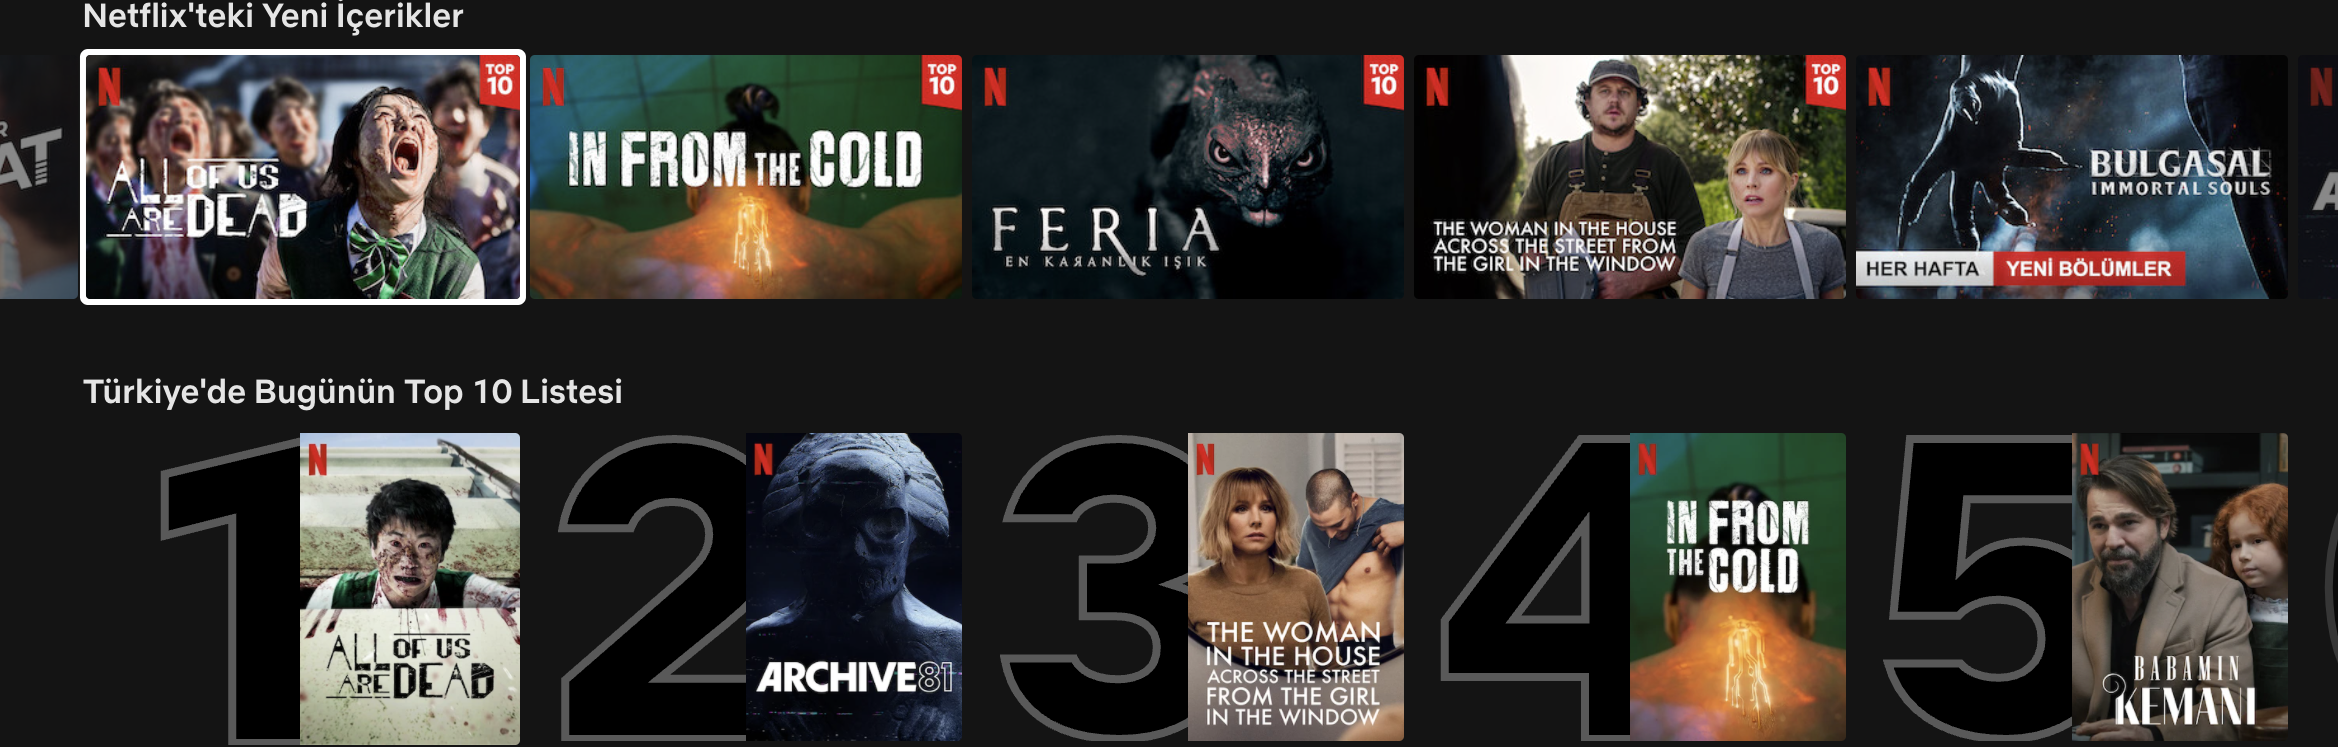 Netflix'teki Yeni İçerikler
AT
N
TOP
10
ALL OF US
ARE DEAD
N
TOP
10
IN FROM THE COLD
N
TOP
10
FERIA
EN KARANLIK IŞIK
N
TOP
10
THE WOMAN IN THE HOUSE
ACROSS THE STREET FROM
THE GIRL IN THE WINDOW
N
BULGASAL
IMMORTAL SOULS
HER HAFTA YENİ BÖLÜMLER
N
A
Türkiye'de Bugünün Top 10 Listesi
1
N
ALL OF US
ARE DEAD
2
N
ARCHIVE81
3
N
THE WOMAN
IN THE HOUSE
ACROSS THE STREET
FROM THE GIRL
IN THE WINDOW
4
N
IN FROM
THE COLD
5
N
BABAMIN
KEMANI